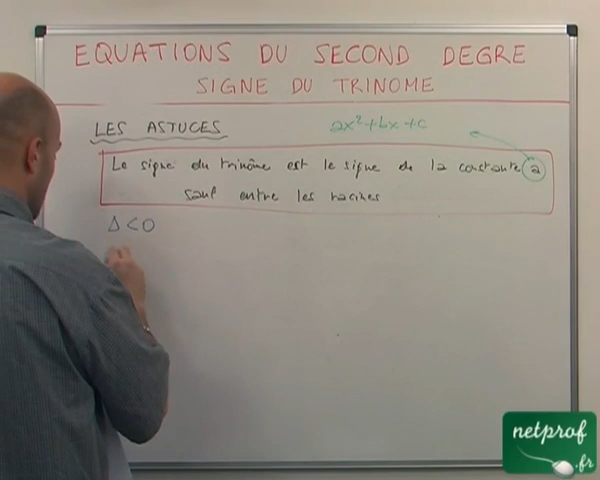 EQUATIONS DU SECOND DEGRE
SIGNE DU TRINOME
LES ASTUCES
ax²+bx+c
Le signe du trinôme est le signe de la constante a
sauf entre les racines
Δ<0
netprof
.fr